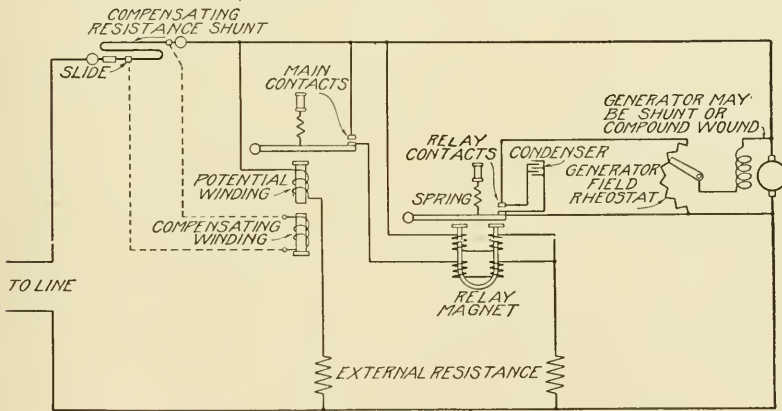 COMPENSATING
RESISTANCE SHUNT
SLIDE
MAIN
CONTACTS
GENERATOR MAY
BE SHUNT OR
COMPOUND WOUND
RELAY
CONTACTS
CONDENSER
POTENTIAL
WINDING
SPRING
GENERATOR
FIELD
RHEOSTAT
COMPENSATING
WINDING
TO LINE
RELAY
MAGNET
EXTERNAL RESISTANCE